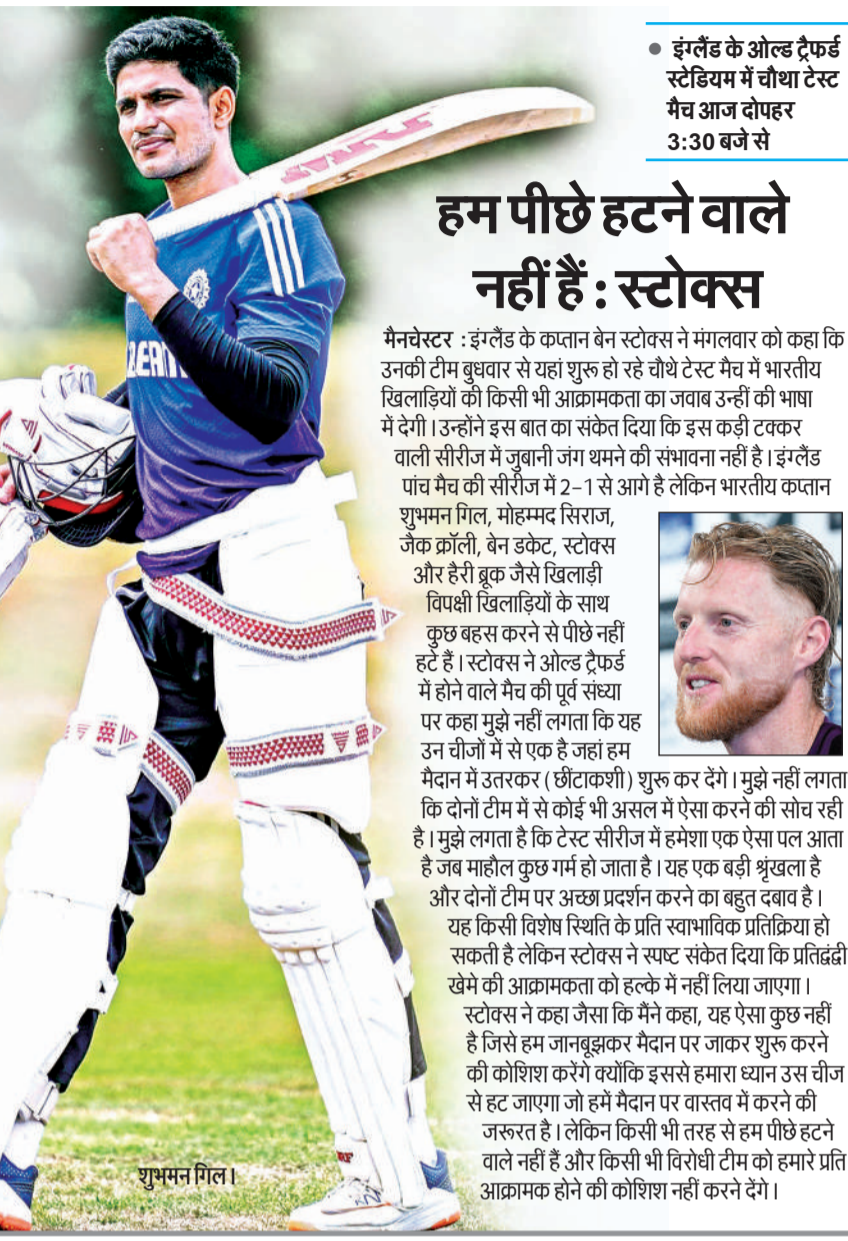 इंग्लैंड के ओल्ड ट्रैफर्ड
स्टेडियम में चौथा टेस्ट
मैच आज दोपहर
3:30 बजे से
हम पीछे हटने वाले
नहीं हैं : स्टोक्स
मैनचेस्टर : इंग्लैंड के कप्तान बेन स्टोक्स ने मंगलवार को कहा कि
उनकी टीम बुधवार से यहां शुरू हो रहे चौथे टेस्ट मैच में भारतीय
खिलाड़ियों की किसी भी आक्रामकता का जवाब उन्हीं की भाषा
में देगी । उन्होंने इस बात का संकेत दिया कि इस कड़ी टक्कर
वाली सीरीज में जुबानी जंग थमने की संभावना नहीं है । इंग्लैंड
पांच मैच की सीरीज में 2-1 से आगे है लेकिन भारतीय कप्तान
शुभमन गिल, मोहम्मद सिराज,
जैक क्रॉली, बेन डकेट, स्टोक्स
और हैरी ब्रूक जैसे खिलाड़ी
विपक्षी खिलाड़ियों के साथ
कुछ बहस करने से पीछे नहीं
हटे हैं । स्टोक्स ने ओल्ड ट्रैफर्ड
में होने वाले मैच की पूर्व संध्या
पर कहा मुझे नहीं लगता कि यह
उन चीजों में से एक है जहां हम
मैदान में उतरकर ( छींटाकशी ) शुरू कर देंगे । मुझे नहीं लगता
कि दोनों टीम में से कोई भी असल में ऐसा करने की सोच रही
है । मुझे लगता है कि टेस्ट सीरीज में हमेशा एक ऐसा पल आता
है जब माहौल कुछ गर्म हो जाता है । यह एक बड़ी श्रृंखला है
और दोनों टीम पर अच्छा प्रदर्शन करने का बहुत दबाव है ।
यह किसी विशेष स्थिति के प्रति स्वाभाविक प्रतिक्रिया हो
सकती है लेकिन स्टोक्स ने स्पष्ट संकेत दिया कि प्रतिद्वंद्वी
खेमे की आक्रामकता को हल्के में नहीं लिया जाएगा ।
स्टोक्स ने कहा जैसा कि मैंने कहा, यह ऐसा कुछ नहीं
है जिसे हम जानबूझकर मैदान पर जाकर शुरू करने
की कोशिश करेंगे क्योंकि इससे हमारा ध्यान उस चीज
से हट जाएगा जो हमें मैदान पर वास्तव में करने की
जरूरत है । लेकिन किसी भी तरह से हम पीछे हटने
वाले नहीं हैं और किसी भी विरोधी टीम को हमारे प्रति
आक्रामक होने की कोशिश नहीं करने देंगे ।
शुभमन गिल ।